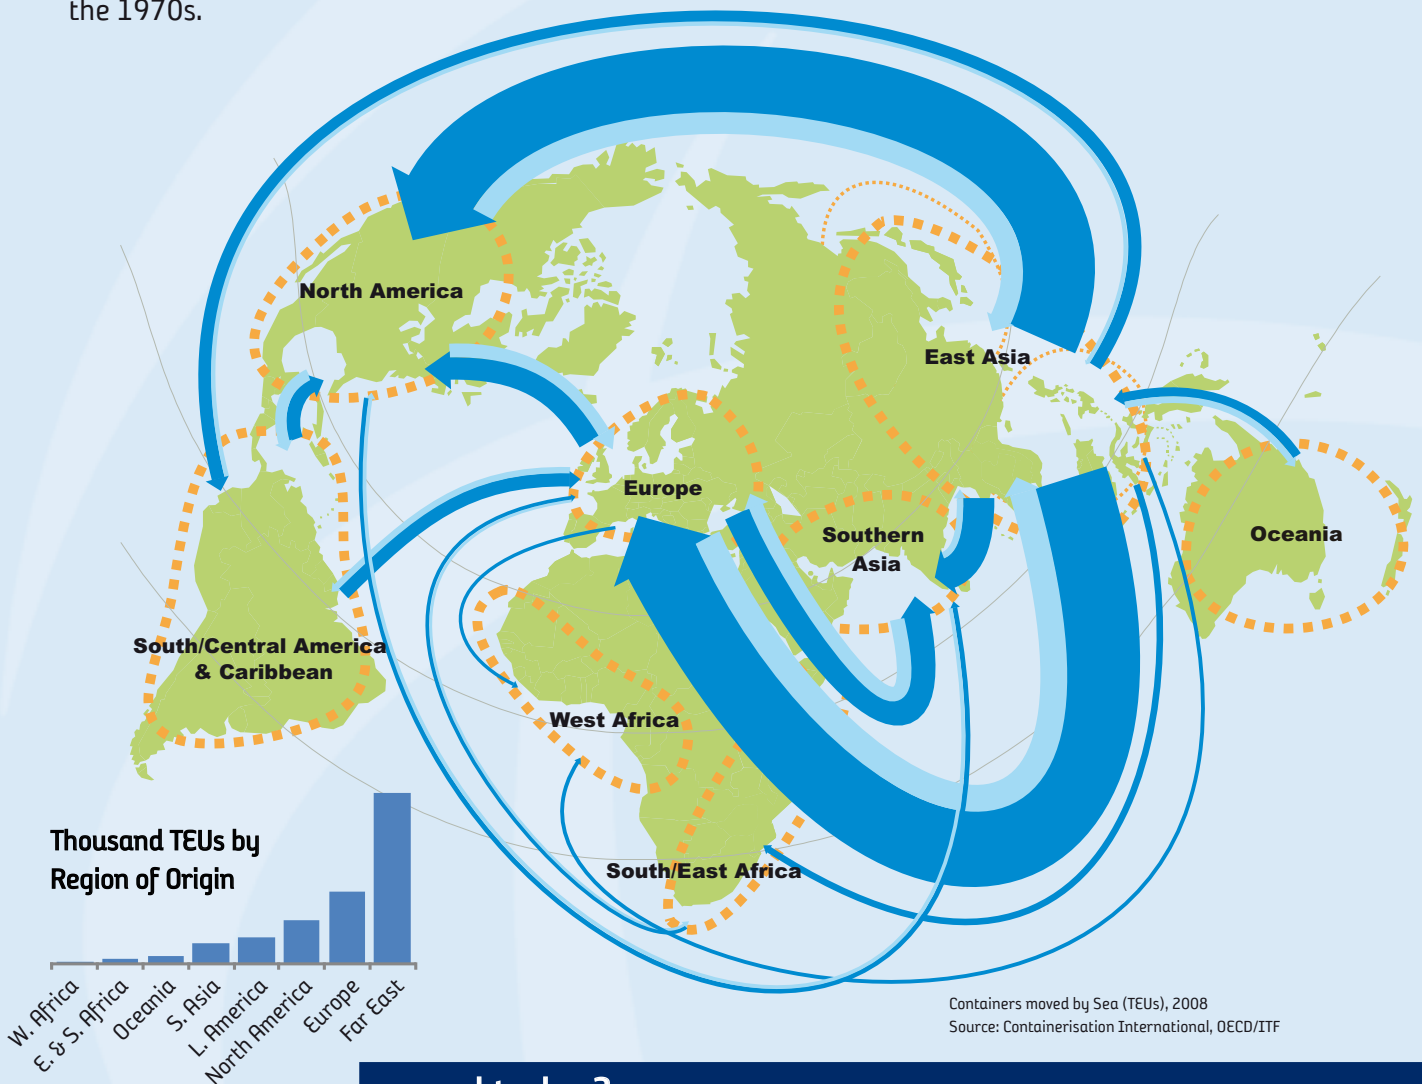 the 1970s.
North America
East Asia
Europe
Southern
Asia
Oceania
South/Central America
& Caribbean
West Africa
South/East Africa
Thousand TEUs by
Region of Origin
W. Africa
E. & S. Africa
Oceania
S. Asia
L. America
North America
Europe
Far East
Containers moved by Sea (TEUs), 2008
Source: Containerisation International, OECD/ITF